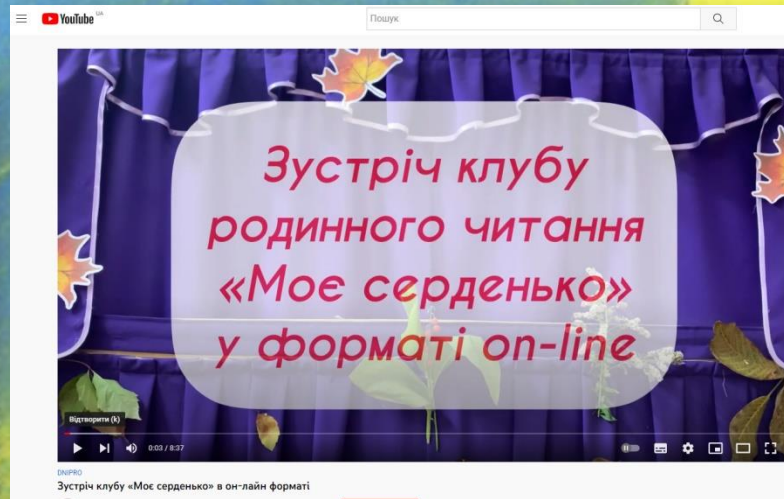 YouTube UA
Пошук
Зустріч клубу
родинного читання
«Моє серденько»
у форматі on-line
Відтворити (k)
0:03 / 8:37
DNIPRO
Зустріч клубу «Моє серденько» в он-лайн форматі